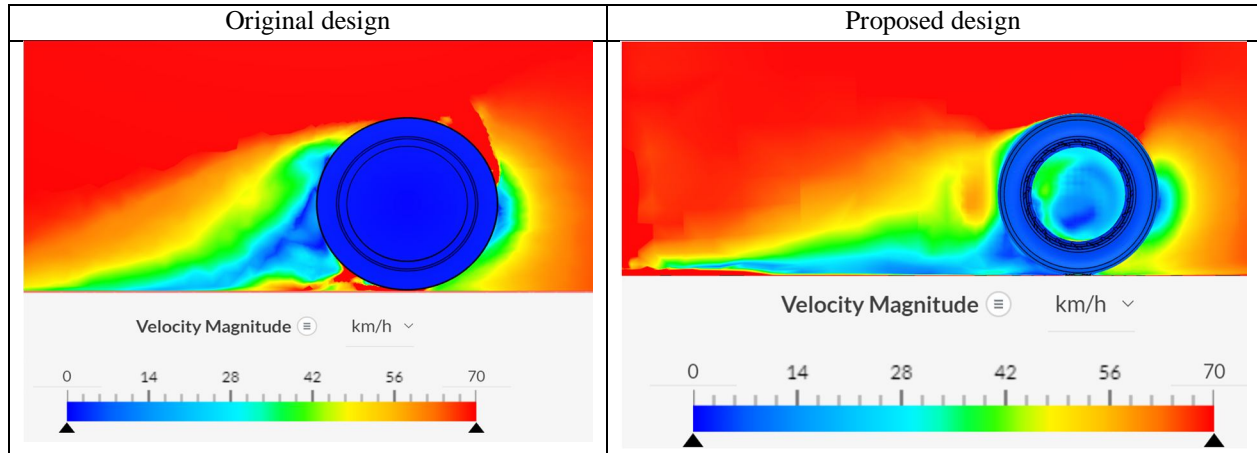 Original design
Proposed design
Velocity Magnitude km/h
0 14 28 42 56 70
Velocity Magnitude km/h
0 14 28 42 56 70